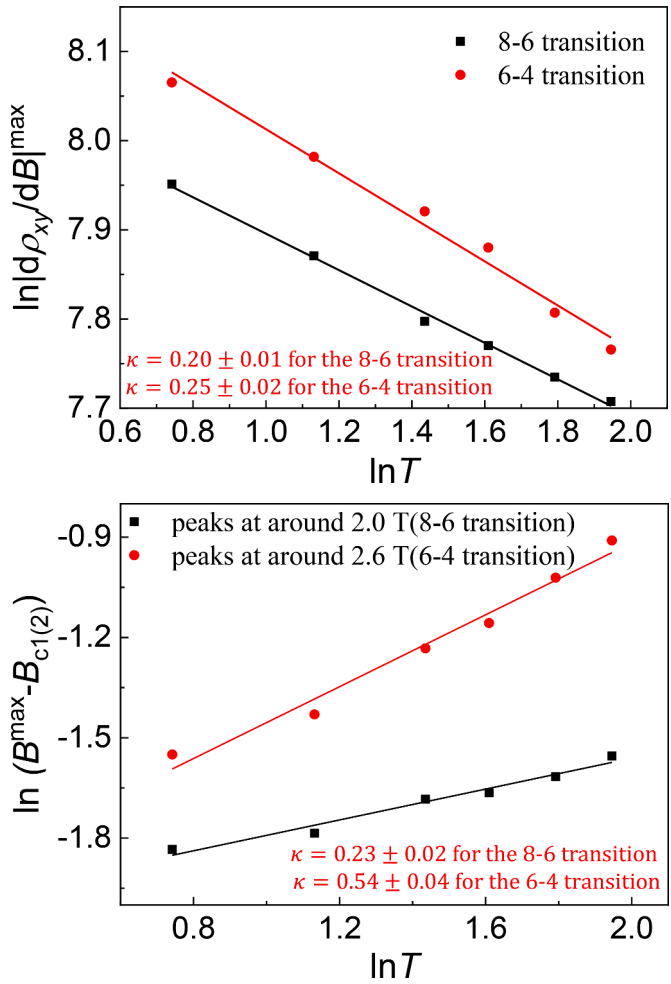 8.1
8.0
7.9
7.8
7.7
ln|dρxy/dB|max
8-6 transition
6-4 transition
κ = 0.20 ± 0.01 for the 8-6 transition
κ = 0.25 ± 0.02 for the 6-4 transition
0.6 0.8 1.0 1.2 1.4 1.6 1.8 2.0
lnT
-0.9
-1.2
-1.5
-1.8
ln (Bmax-Bc1(2))
peaks at around 2.0 T(8-6 transition)
peaks at around 2.6 T(6-4 transition)
κ = 0.23 ± 0.02 for the 8-6 transition
κ = 0.54 ± 0.04 for the 6-4 transition
0.8 1.2 1.6 2.0
lnT